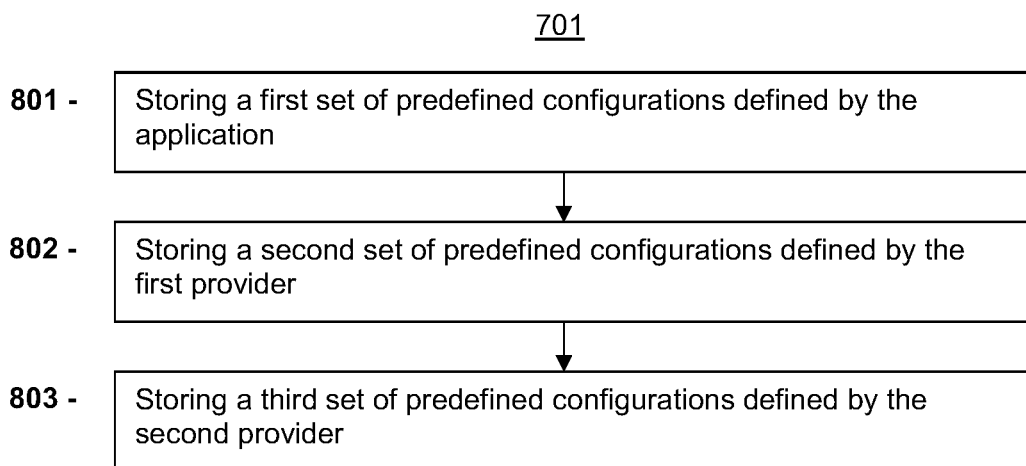 701
801 - Storing a first set of predefined configurations defined by the
application
802 - Storing a second set of predefined configurations defined by the
first provider
803 - Storing a third set of predefined configurations defined by the
second provider